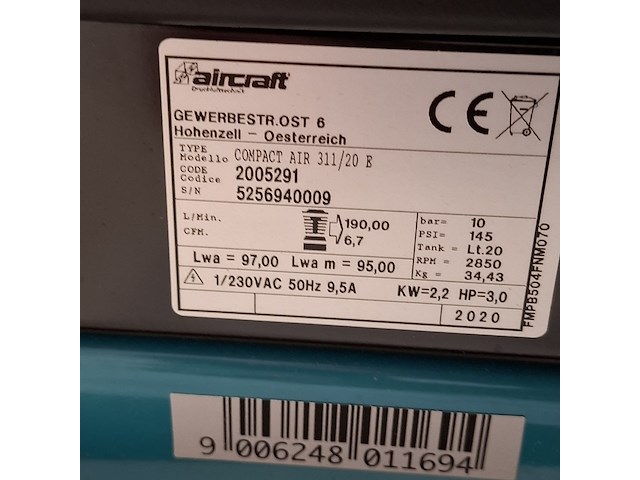 aircraft
Drucklufttechnik
GEWERBESTR.OST 6
Hohenzell - Oesterreich
TYPE
Modello COMPACT AIR 311/20 E
CODE
Codice 2005291
S/N 5256940009
L/Min. 190,00
CFM. 6,7
bar= 10
PSI= 145
Tank = Lt.20
RPM = 2850
Kg = 34,43
Lwa = 97,00 Lwa m = 95,00
1/230VAC 50Hz 9,5A KW=2,2 HP=3,0
2020
FMPB504FNM070
CE
9 006248 011694